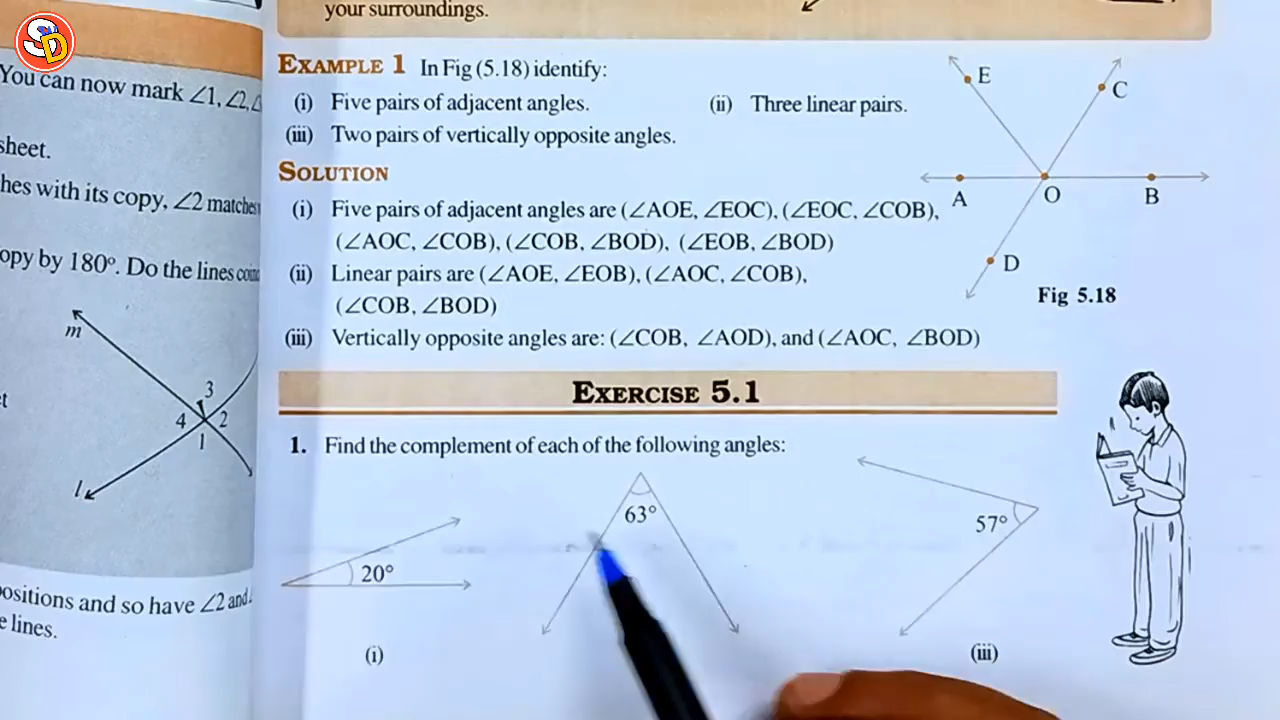 SD
your surroundings.
You can now mark ∠1, ∠2,
sheet.
hes with its copy, ∠2 matches
opy by 180°. Do the lines
m
3
4 2
1
l
ositions and so have ∠2 and
e lines.
EXAMPLE 1 In Fig (5.18) identify:
(i) Five pairs of adjacent angles. (ii) Three linear pairs.
(iii) Two pairs of vertically opposite angles.
SOLUTION
(i) Five pairs of adjacent angles are (∠AOE, ∠EOC), (∠EOC, ∠COB),
(∠AOC, ∠COB), (∠COB, ∠BOD), (∠EOB, ∠BOD)
(ii) Linear pairs are (∠AOE, ∠EOB), (∠AOC, ∠COB),
(∠COB, ∠BOD)
(iii) Vertically opposite angles are: (∠COB, ∠AOD), and (∠AOC, ∠BOD)
E
C
A O B
D
Fig 5.18
EXERCISE 5.1
1. Find the complement of each of the following angles:
20°
63°
57°
(i)
(iii)